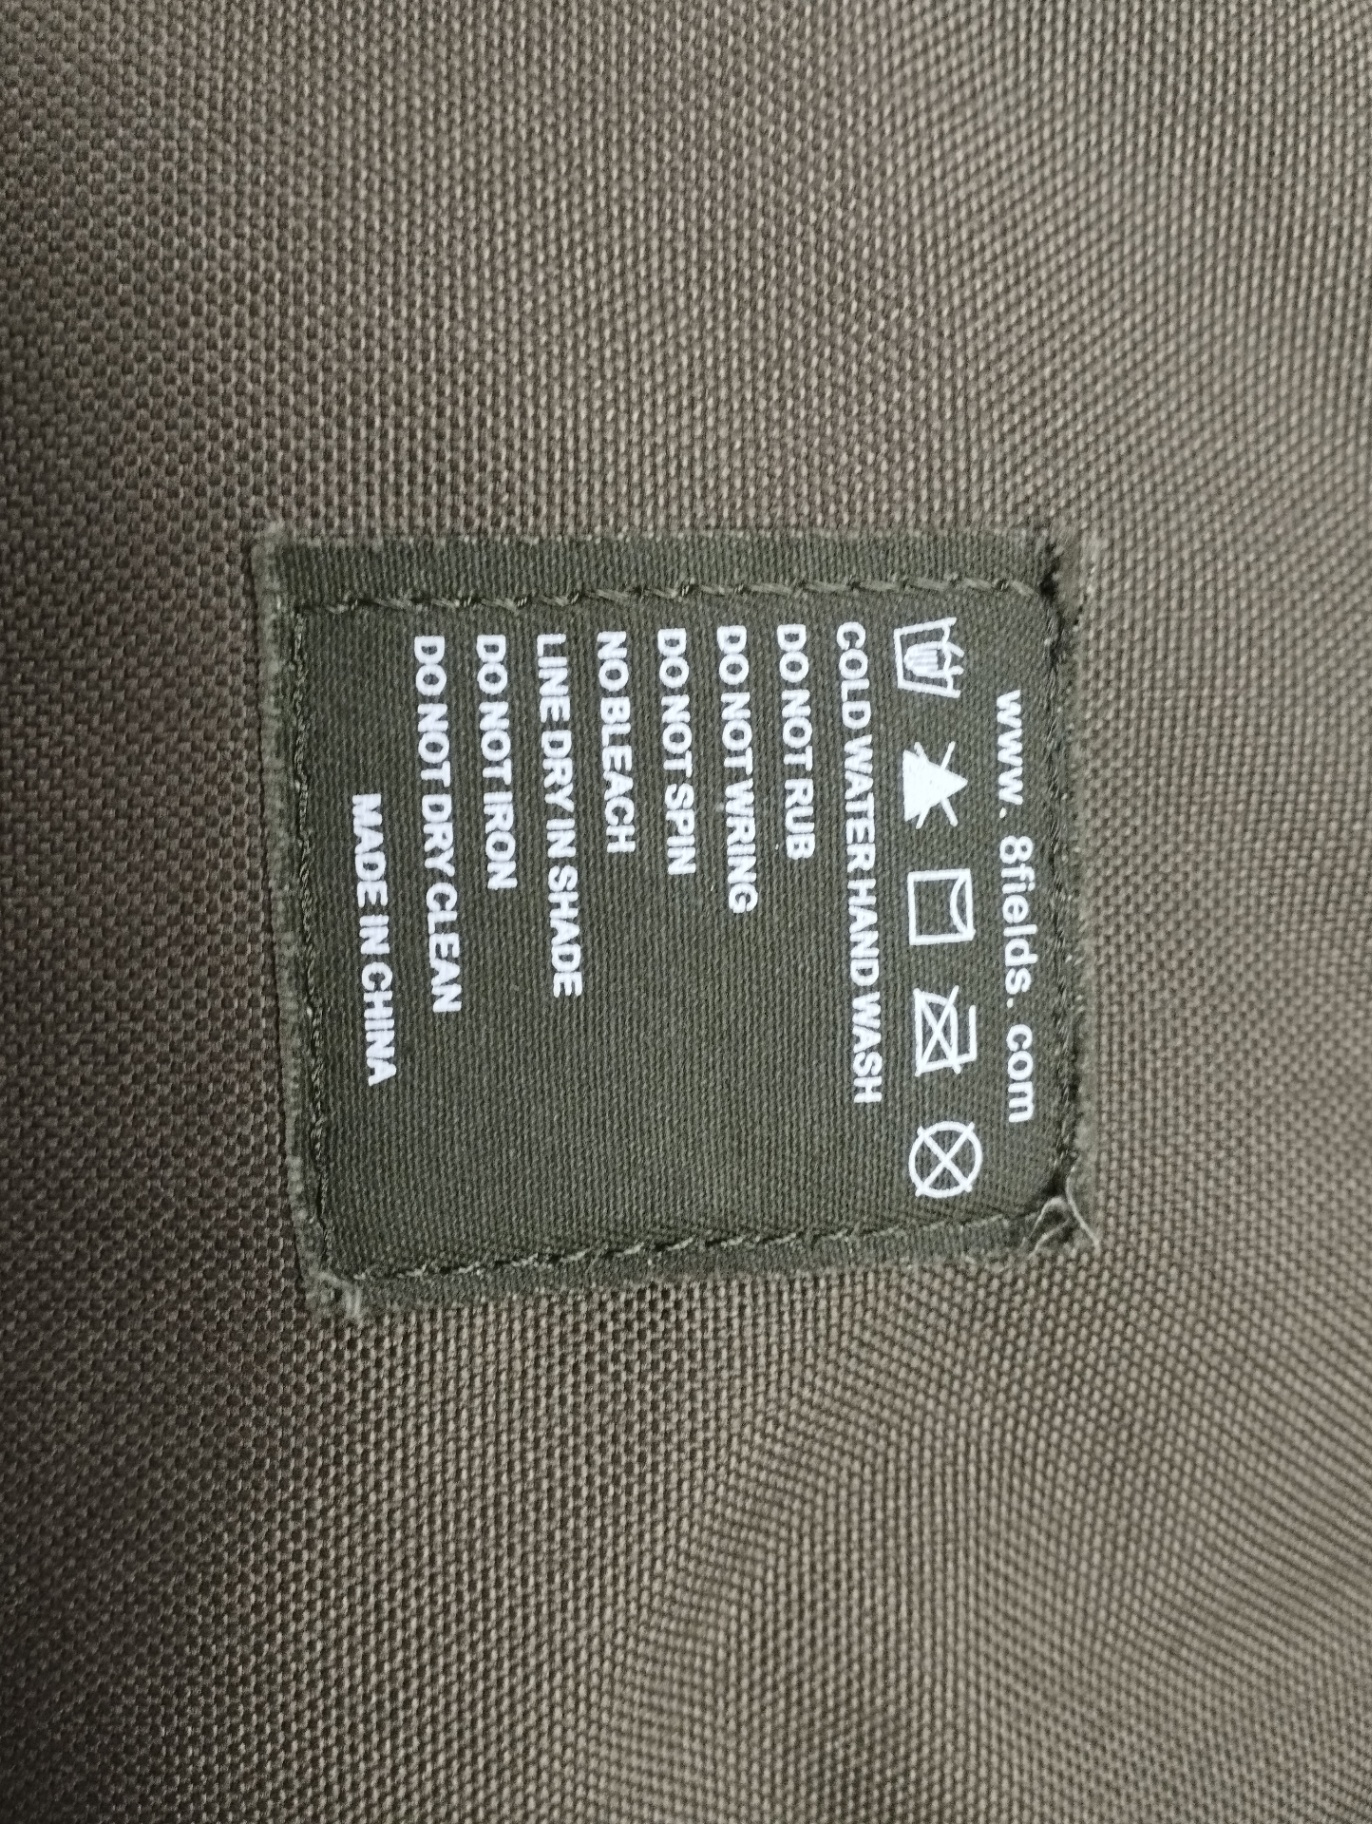 www. 8fields. com
COLD WATER HAND WASH
DO NOT RUB
DO NOT WRING
DO NOT SPIN
NO BLEACH
LINE DRY IN SHADE
DO NOT IRON
DO NOT DRY CLEAN
MADE IN CHINA